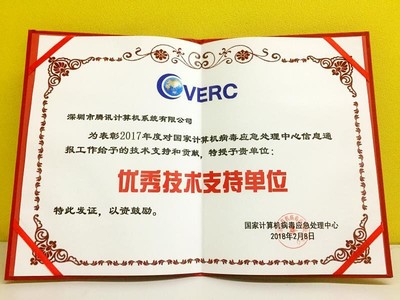 CVERC
深圳市腾讯计算机系统有限公司
为表彰2017年度对国家计算机病毒应急处理中心信息通
报工作给予的技术支持和贡献，特授予贵单位：
优秀技术支持单位
特此发证，以资鼓励。
国家计算机病毒应急处理中心
2018年2月8日